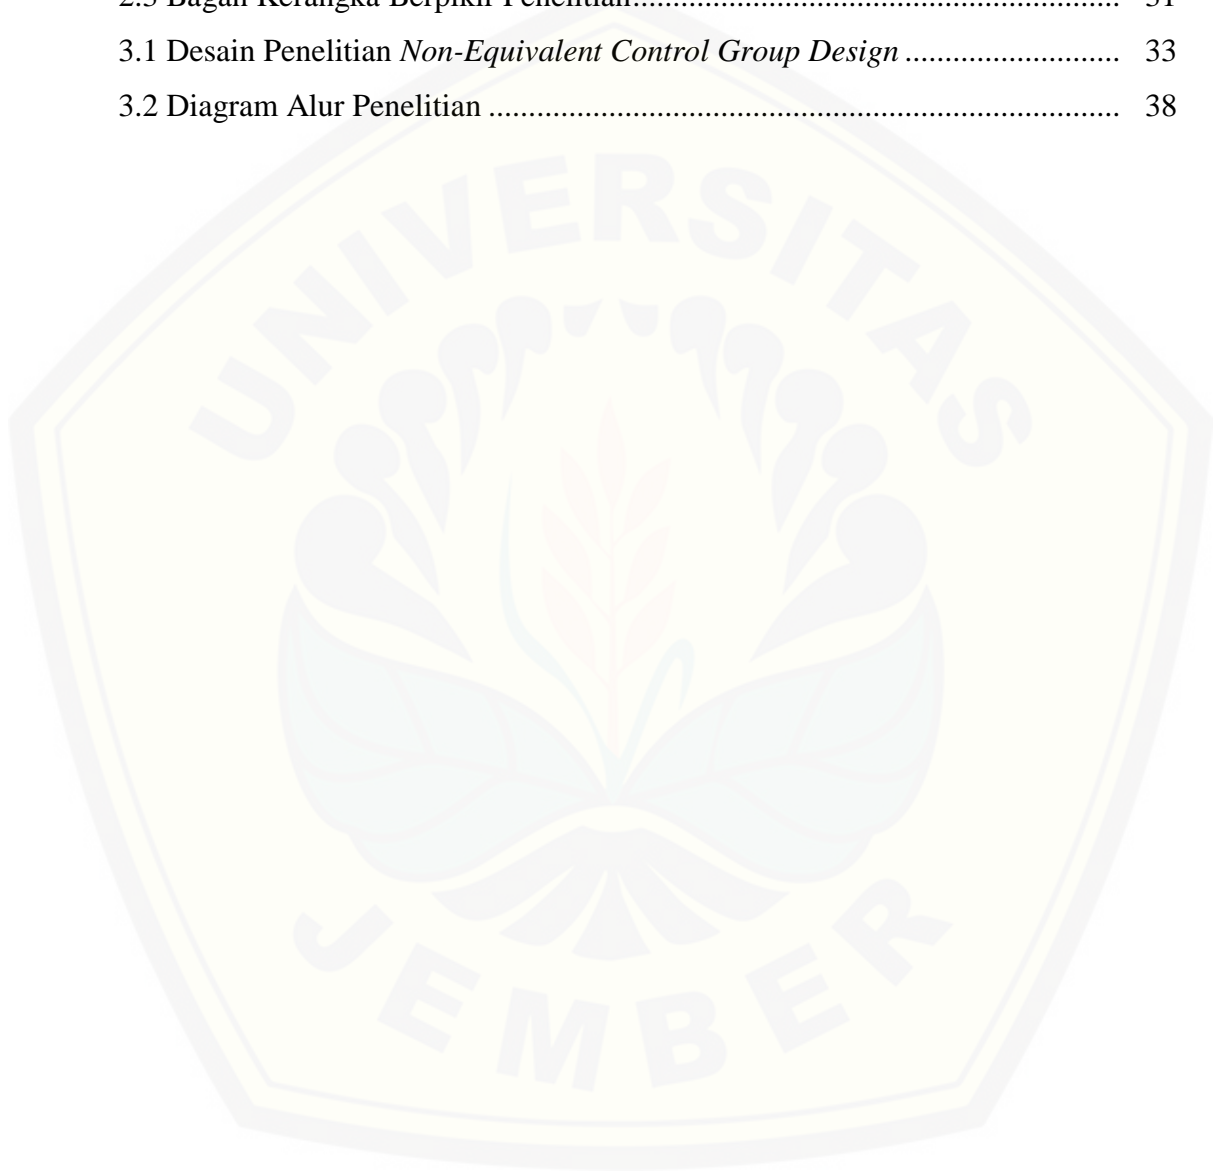 2.3 Bagan Kerangka Berpikir Penelitian............................................................. 31
3.1 Desain Penelitian Non-Equivalent Control Group Design ........................... 33
3.2 Diagram Alur Penelitian ............................................................................... 38
UNIVERSITAS
JEMBER